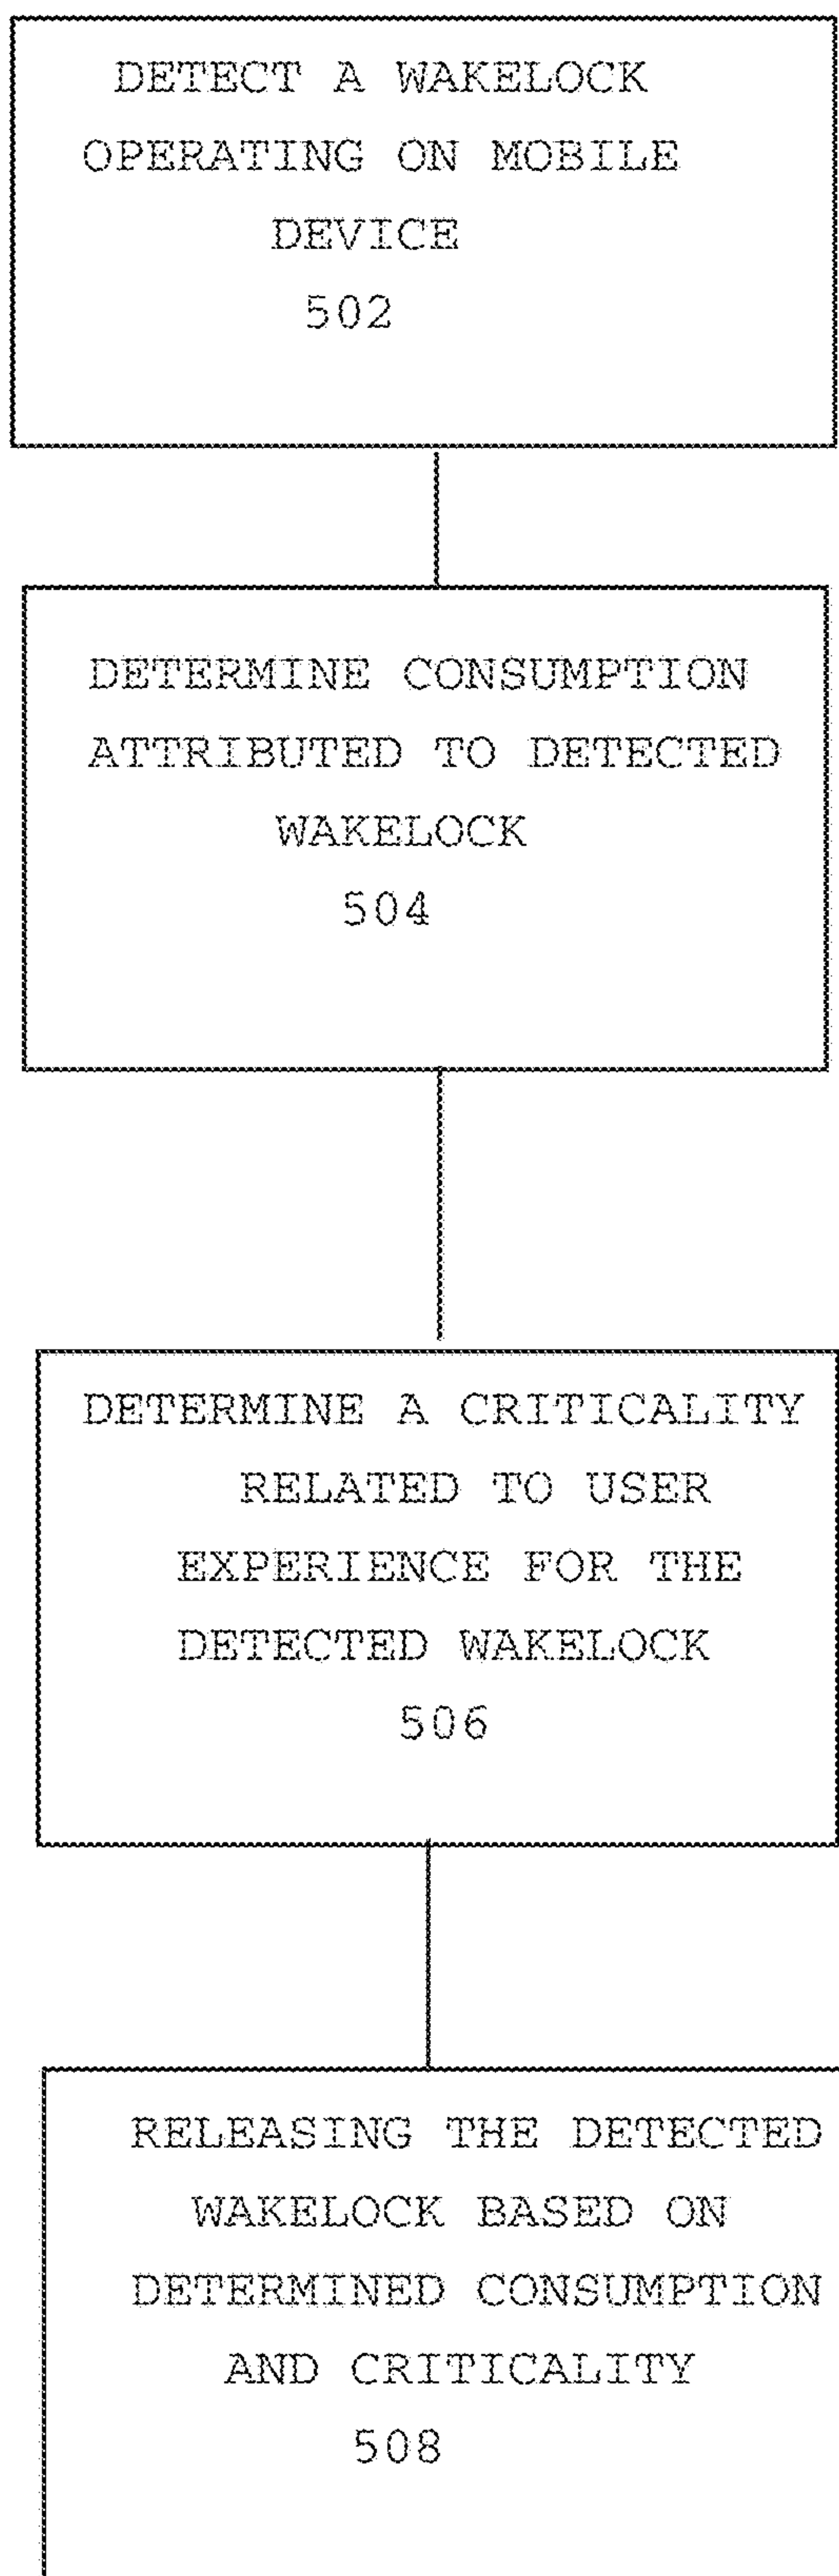 DETECT A WAKELOCK
OPERATING ON MOBILE
DEVICE
502
DETERMINE CONSUMPTION
ATTRIBUTED TO DETECTED
WAKELOCK
504
DETERMINE A CRITICALITY
RELATED TO USER
EXPERIENCE FOR THE
DETECTED WAKELOCK
506
RELEASING THE DETECTED
WAKELOCK BASED ON
DETERMINED CONSUMPTION
AND CRITICALITY
508